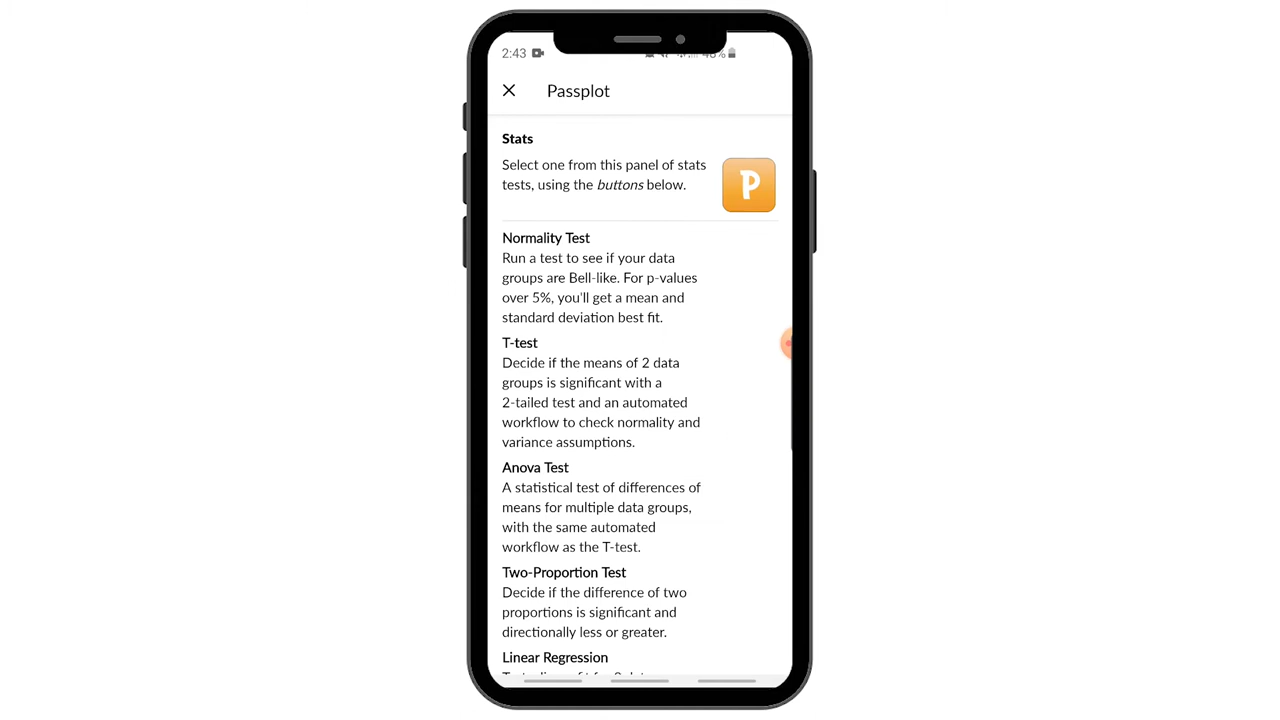 2:43
Passplot
Stats
Select one from this panel of stats
tests, using the buttons below.
P
Normality Test
Run a test to see if your data
groups are Bell-like. For p-values
over 5%, you'll get a mean and
standard deviation best fit.
T-test
Decide if the means of 2 data
groups is significant with a
2-tailed test and an automated
workflow to check normality and
variance assumptions.
Anova Test
A statistical test of differences of
means for multiple data groups,
with the same automated
workflow as the T-test.
Two-Proportion Test
Decide if the difference of two
proportions is significant and
directionally less or greater.
Linear Regression